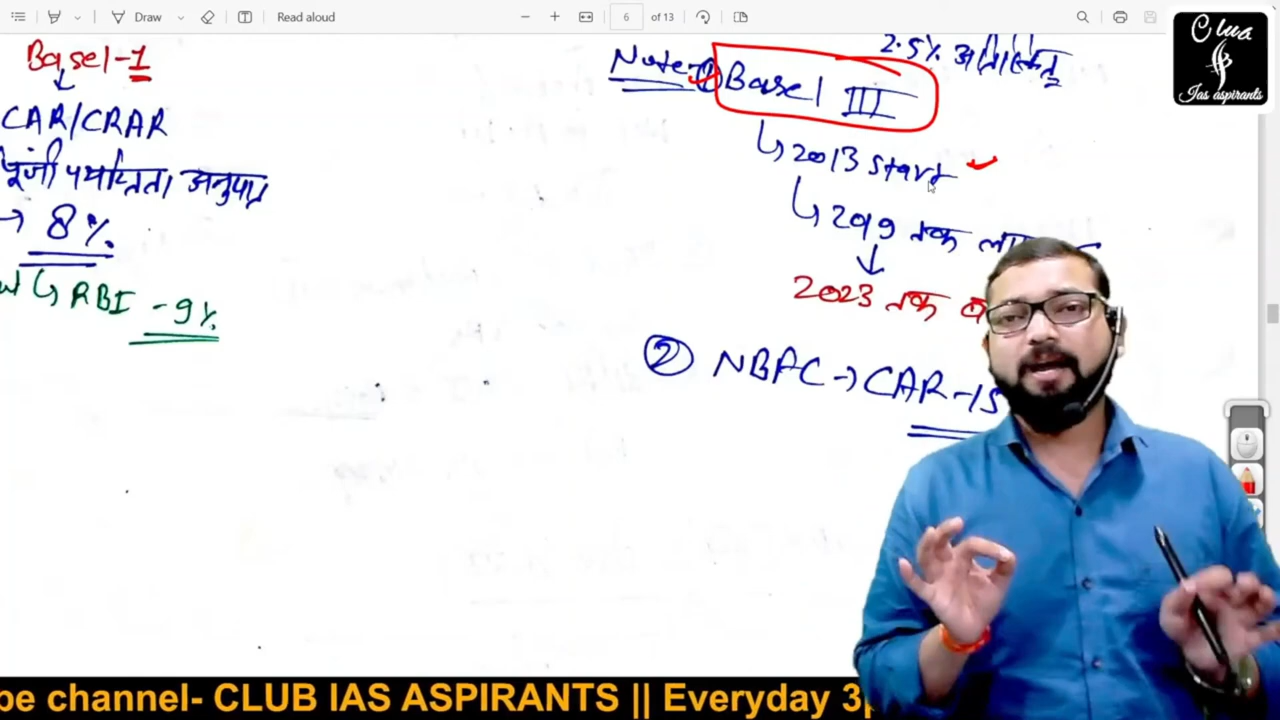 Draw
Read aloud
6 of 13
Clua
Ias aspirants
Basel-1
CAR/CRAR
पूंजी पर्याप्तता अनुपात
→ 8%
↳ RBI - 9%
2.5%
Note- ① Basel III
↳ 2013 start
↳ 2019 तक
↓
2023 तक
② NBFC → CAR - 15
be channel- CLUB IAS ASPIRANTS || Everyday 3p